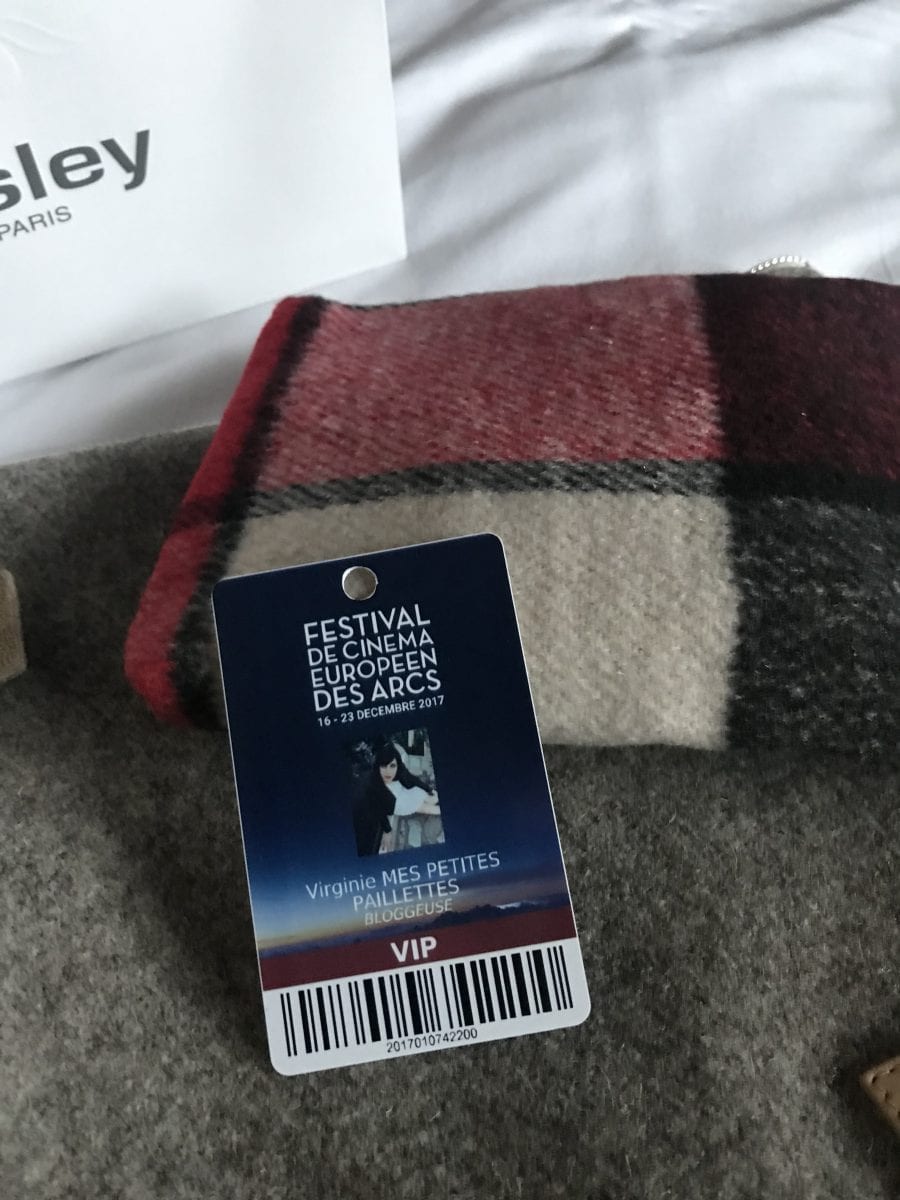 sley
PARIS
FESTIVAL
DE CINEMA
EUROPEEN
DES ARCS
16 - 23 DECEMBRE 2017
Virginie MES PETITES
PAILLETTES
BLOGGEUSE
VIP
2017010742200